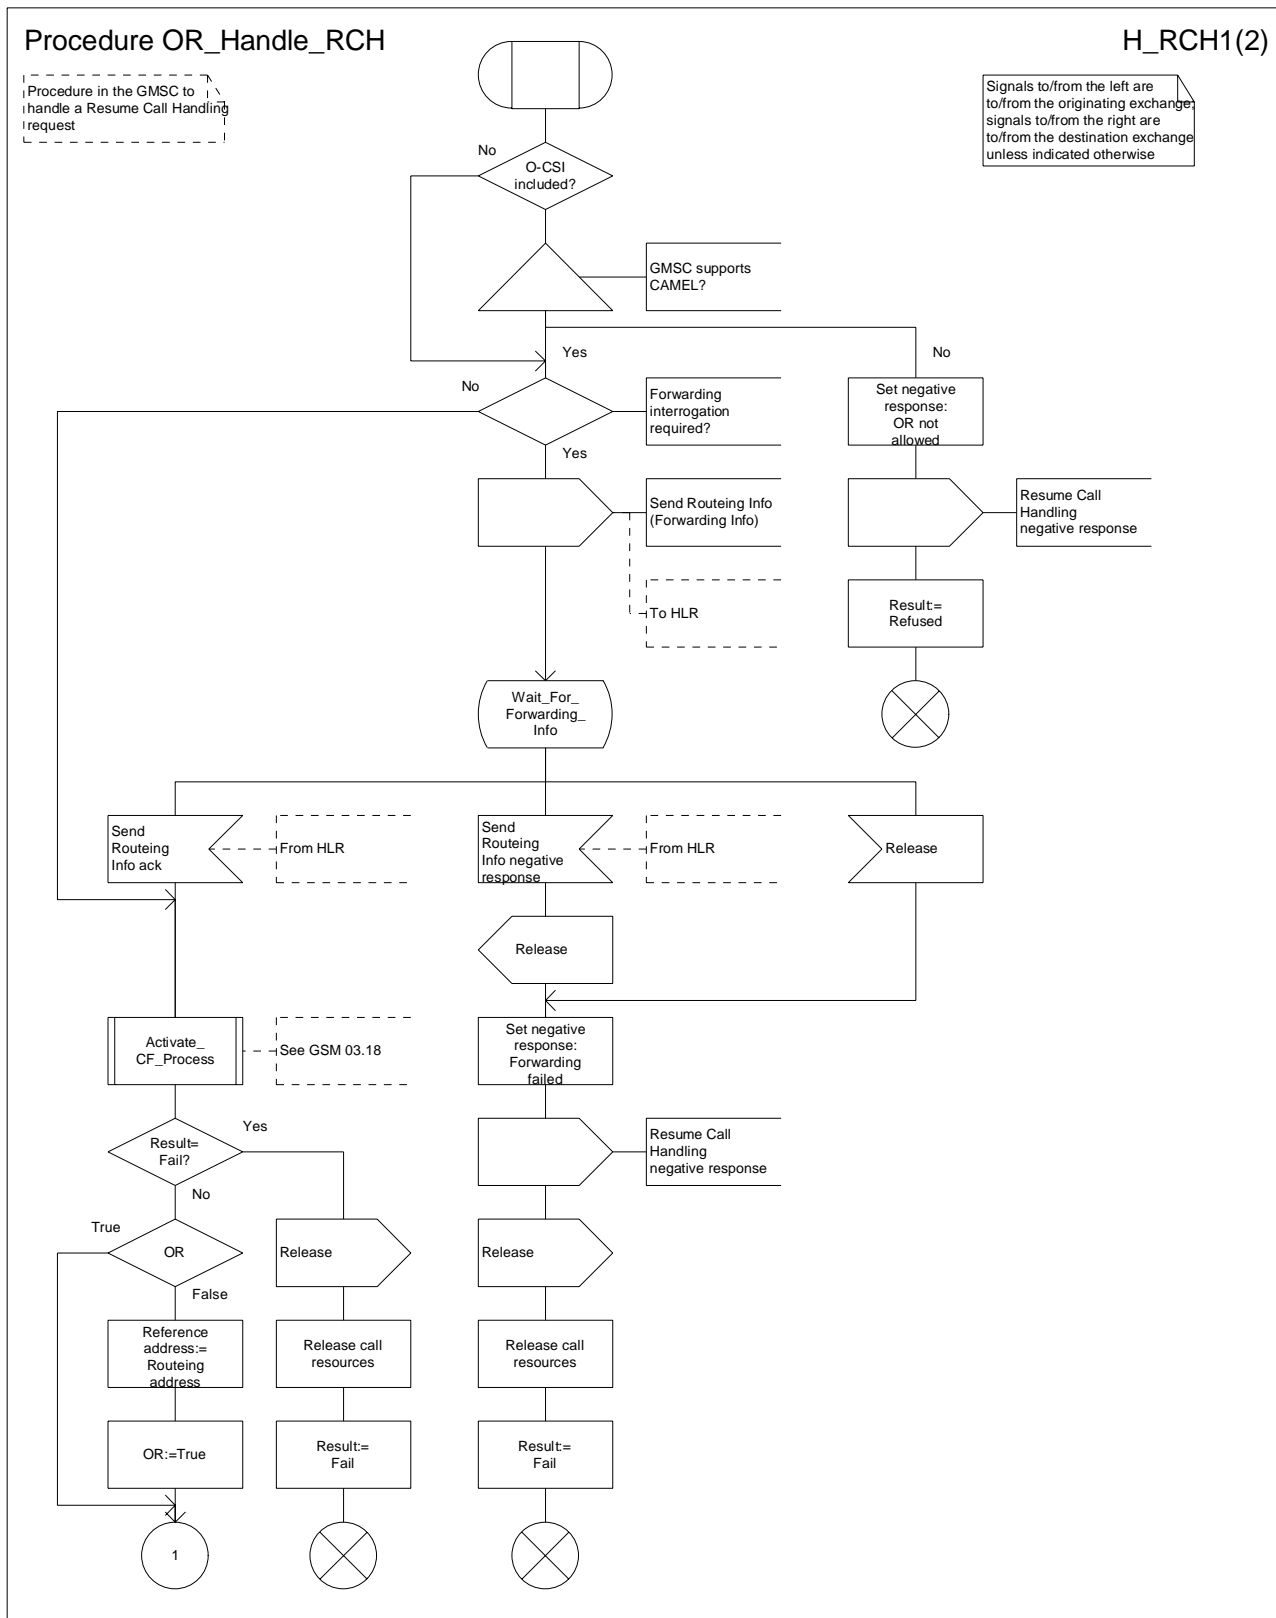 Procedure OR_Handle_RCH
H_RCH1(2)
Procedure in the GMSC to
handle a Resume Call Handling
request
Signals to/from the left are
to/from the originating exchange;
signals to/from the right are
to/from the destination exchange
unless indicated otherwise
No
O-CSI
included?
GMSC supports
CAMEL?
Yes
No
No
Forwarding
interrogation
required?
Set negative
response:
OR not
allowed
Yes
Send Routeing Info
(Forwarding Info)
Resume Call
Handling
negative response
To HLR
Result:=
Refused
Wait_For_
Forwarding_
Info
Send
Routeing
Info ack
From HLR
Send
Routeing
Info negative
response
From HLR
Release
Release
Activate_
CF_Process
See GSM 03.18
Set negative
response:
Forwarding
failed
Result=
Fail?
Yes
Resume Call
Handling
negative response
No
True
OR
Release
Release
False
Reference
address:=
Routeing
address
Release call
resources
Release call
resources
OR:=True
Result:=
Fail
Result:=
Fail
1